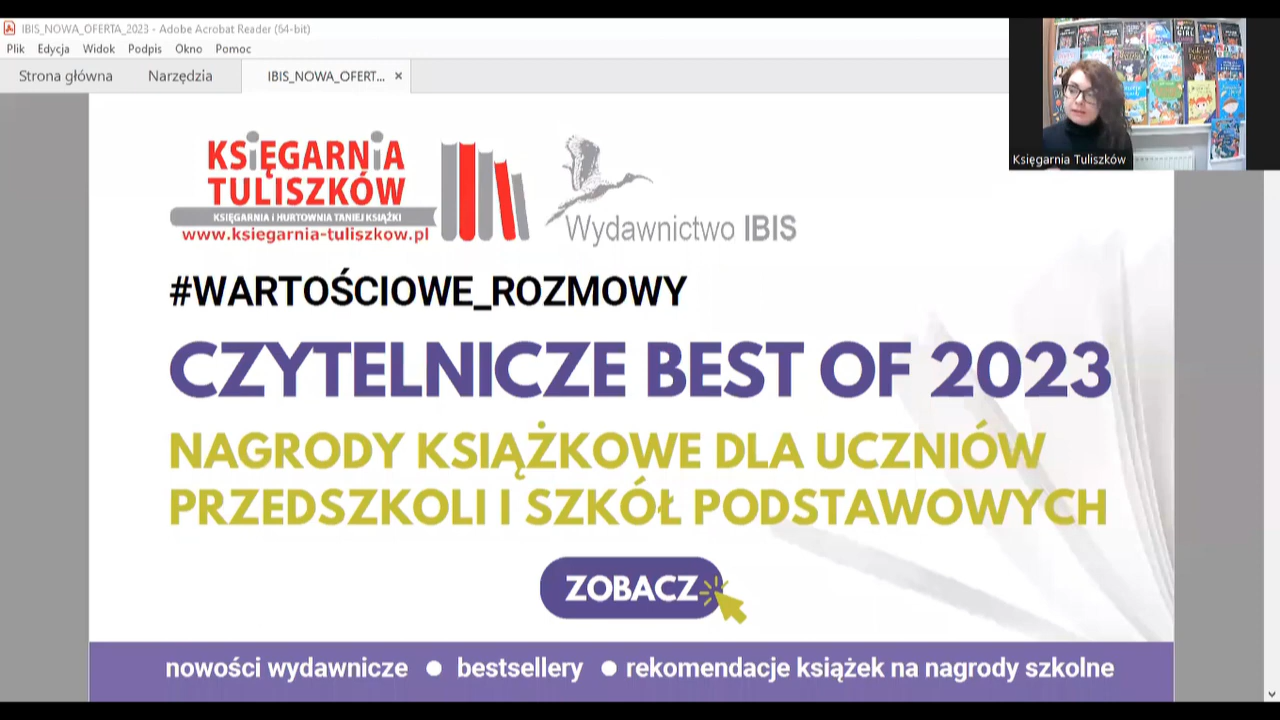 IBIS_NOWA_OFERTA_2023 - Adobe Acrobat Reader (64-bit)
Plik Edycja Widok Podpis Okno Pomoc
Strona główna Narzędzia IBIS_NOWA_OFERT... ×
Księgarnia Tuliszków
KSIĘGARNIA
TULISZKÓW
KSIĘGARNIA i HURTOWNIA TANIEJ KSIĄŻKI
www.ksiegarnia-tuliszkow.pl
Wydawnictwo IBIS
#WARTOŚCIOWE_ROZMOWY
CZYTELNICZE BEST OF 2023
NAGRODY KSIĄŻKOWE DLA UCZNIÓW
PRZEDSZKOLI I SZKÓŁ PODSTAWOWYCH
ZOBACZ
nowości wydawnicze ● bestsellery ● rekomendacje książek na nagrody szkolne